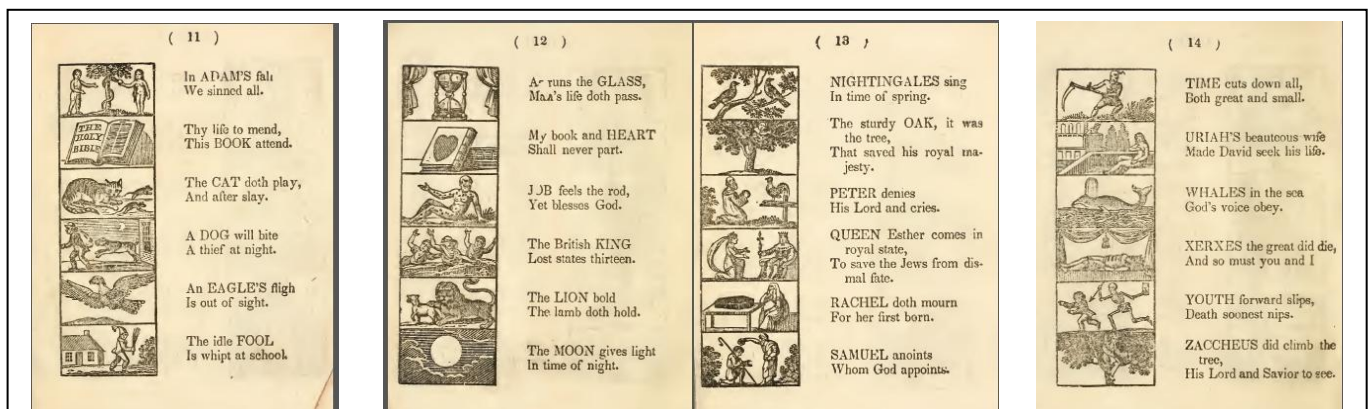 ( 11 )
In ADAM'S fall
We sinned all.
THE
HOLY
BIBLE
Thy life to mend,
This BOOK attend.
The CAT doth play,
And after slay.
A DOG will bite
A thief at night.
An EAGLE'S fligh
Is out of sight.
The idle FOOL
Is whipt at school.
( 12 )
As runs the GLASS,
Man's life doth pass.
My book and HEART
Shall never part.
JOB feels the rod,
Yet blesses God.
The British KING
Lost states thirteen.
The LION bold
The lamb doth hold.
The MOON gives light
In time of night.
( 13 )
NIGHTINGALES sing
In time of spring.
The sturdy OAK, it was
the tree,
That saved his royal ma-
jesty.
PETER denies
His Lord and cries.
QUEEN Esther comes in
royal state,
To save the Jews from dis-
mal fate.
RACHEL doth mourn
For her first born.
SAMUEL anoints
Whom God appoints.
( 14 )
TIME cuts down all,
Both great and small.
URIAH'S beauteous wife
Made David seek his life.
WHALES in the sea
God's voice obey.
XERXES the great did die,
And so must you and I
YOUTH forward slips,
Death soonest nips.
ZACCHEUS did climb the
tree,
His Lord and Savior to see.